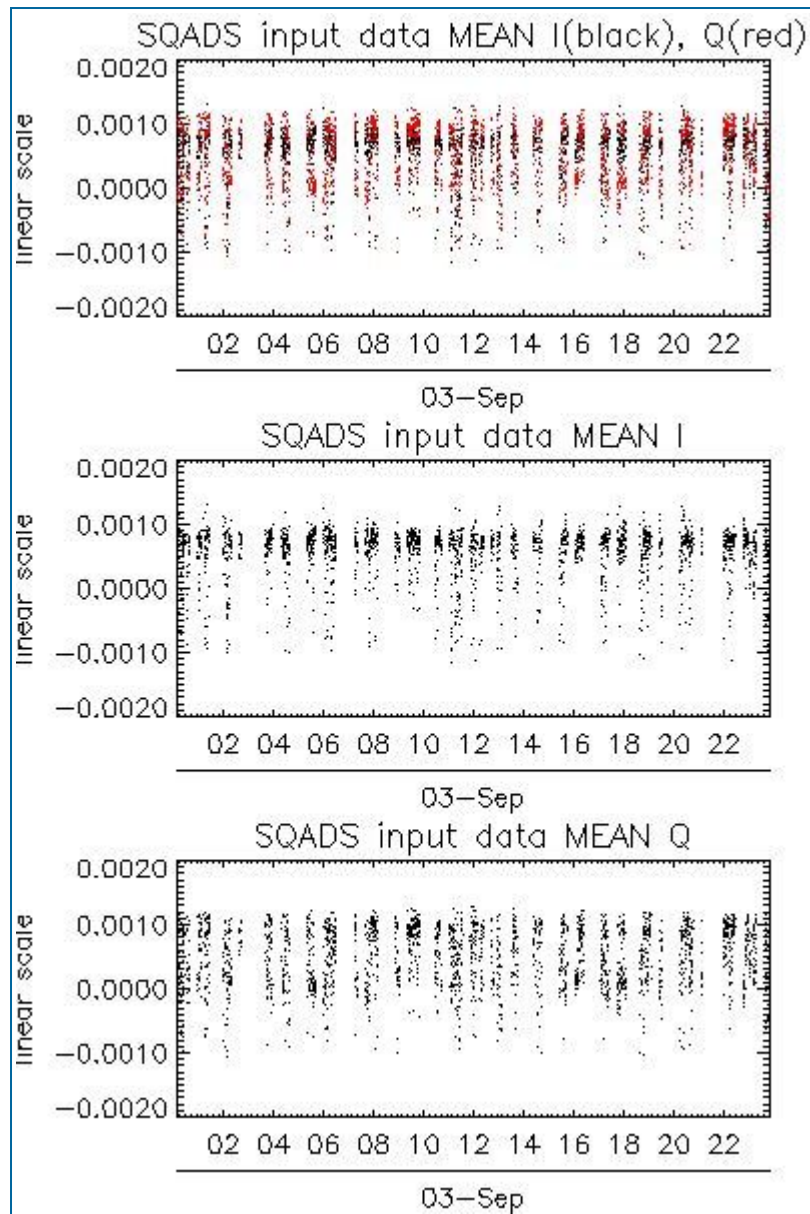 SQADS input data MEAN I(black), Q(red)
0.0020
0.0010
0.0000
−0.0010
−0.0020
linear scale
02 04 06 08 10 12 14 16 18 20 22
03−Sep
SQADS input data MEAN I
0.0020
0.0010
0.0000
−0.0010
−0.0020
linear scale
02 04 06 08 10 12 14 16 18 20 22
03−Sep
SQADS input data MEAN Q
0.0020
0.0010
0.0000
−0.0010
−0.0020
linear scale
02 04 06 08 10 12 14 16 18 20 22
03−Sep